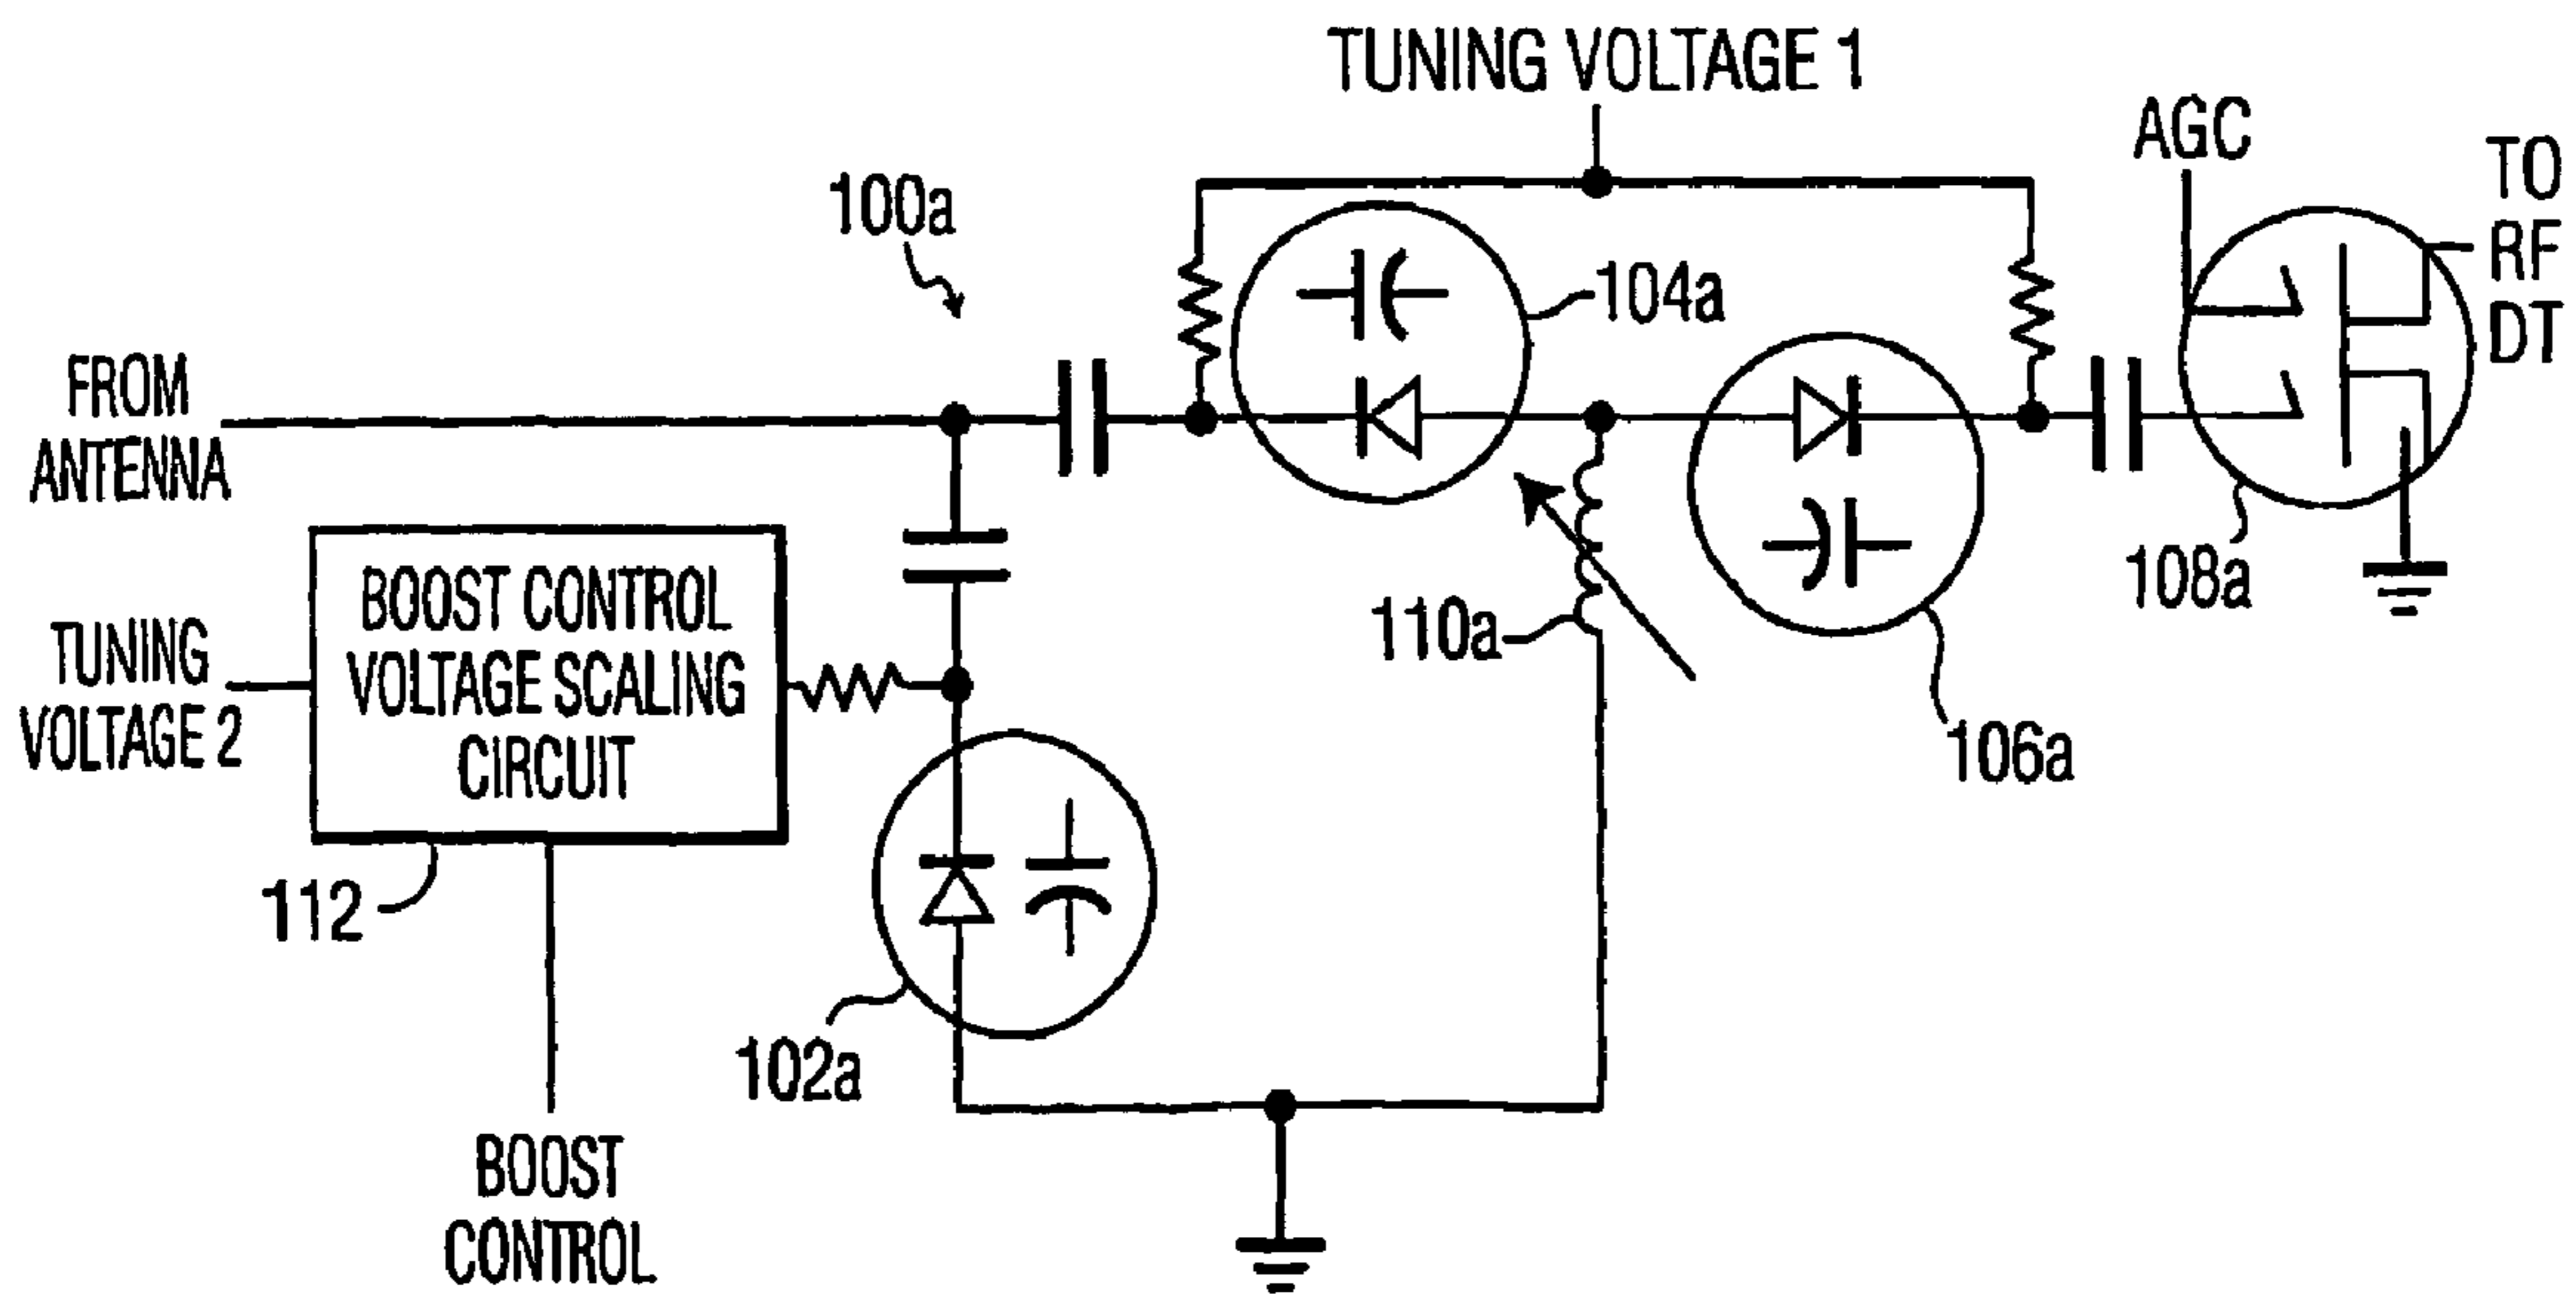 TUNING VOLTAGE 1
AGC
TO
RF
DT
100a
104a
FROM
ANTENNA
BOOST CONTROL
VOLTAGE SCALING
CIRCUIT
TUNING
VOLTAGE 2
110a
108a
106a
112
102a
BOOST
CONTROL